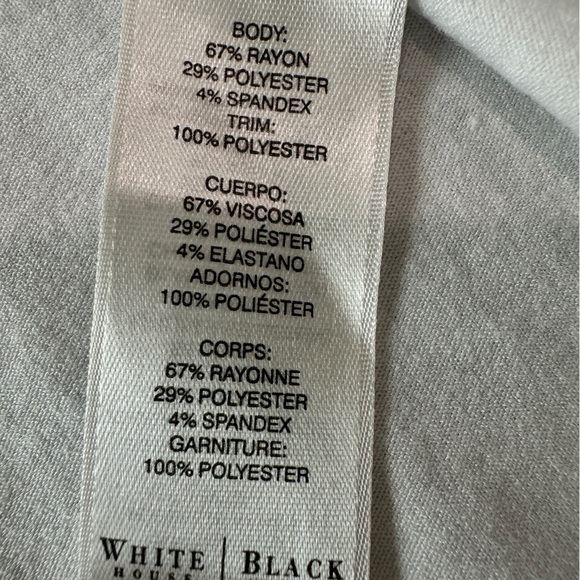 BODY:
67% RAYON
29% POLYESTER
4% SPANDEX
TRIM:
100% POLYESTER
CUERPO:
67% VISCOSA
29% POLIÉSTER
4% ELASTANO
ADORNOS:
100% POLIÉSTER
CORPS:
67% RAYONNE
29% POLYESTER
4% SPANDEX
GARNITURE:
100% POLYESTER
WHITE | BLACK
HOUSE